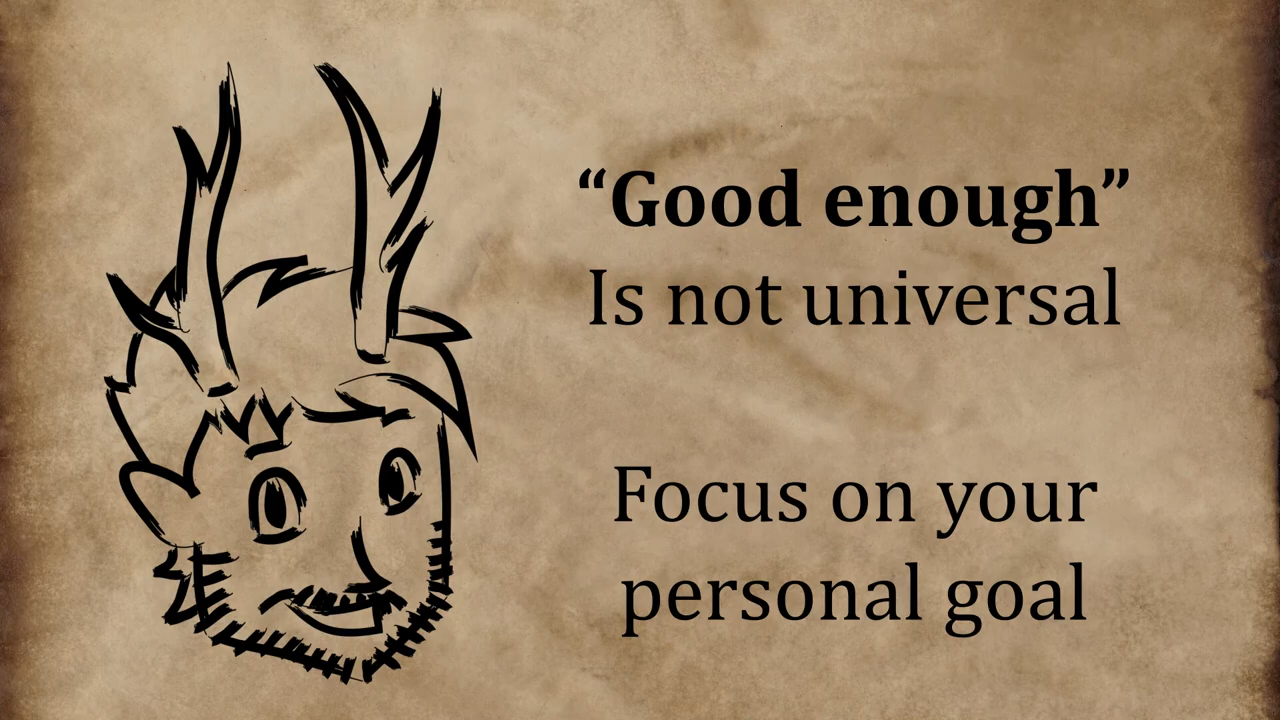 “Good enough”
Is not universal
Focus on your
personal goal